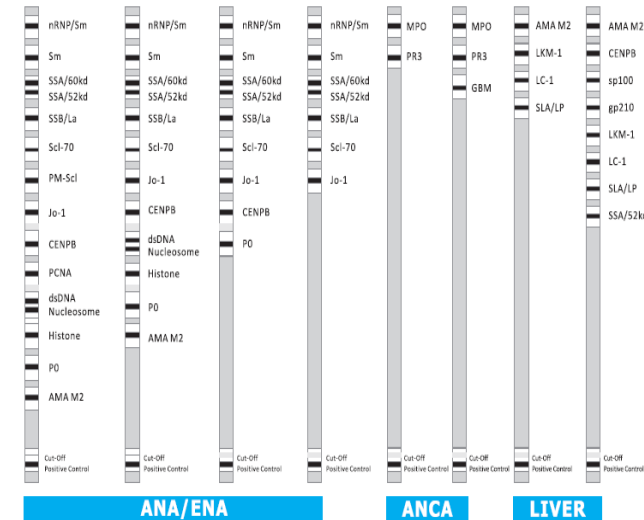 nRNP/Sm
Sm
SSA/60kd
SSA/52kd
SSB/La
Scl-70
PM-Scl
Jo-1
CENPB
PCNA
dsDNA
Nucleosome
Histone
P0
AMA M2
Cut-Off
Positive Control
nRNP/Sm
Sm
SSA/60kd
SSA/52kd
SSB/La
Scl-70
Jo-1
CENPB
dsDNA
Nucleosome
Histone
P0
AMA M2
Cut-Off
Positive Control
nRNP/Sm
Sm
SSA/60kd
SSA/52kd
SSB/La
Scl-70
Jo-1
CENPB
P0
Cut-Off
Positive Control
nRNP/Sm
Sm
SSA/60kd
SSA/52kd
SSB/La
Scl-70
Jo-1
Cut-Off
Positive Control
ANA/ENA
MPO
PR3
Cut-Off
Positive Control
MPO
PR3
GBM
Cut-Off
Positive Control
ANCA
AMA M2
LKM-1
LC-1
SLA/LP
Cut-Off
Positive Control
AMA M2
CENPB
sp100
gp210
LKM-1
LC-1
SLA/LP
SSA/52k
Cut-Off
Positive Control
LIVER